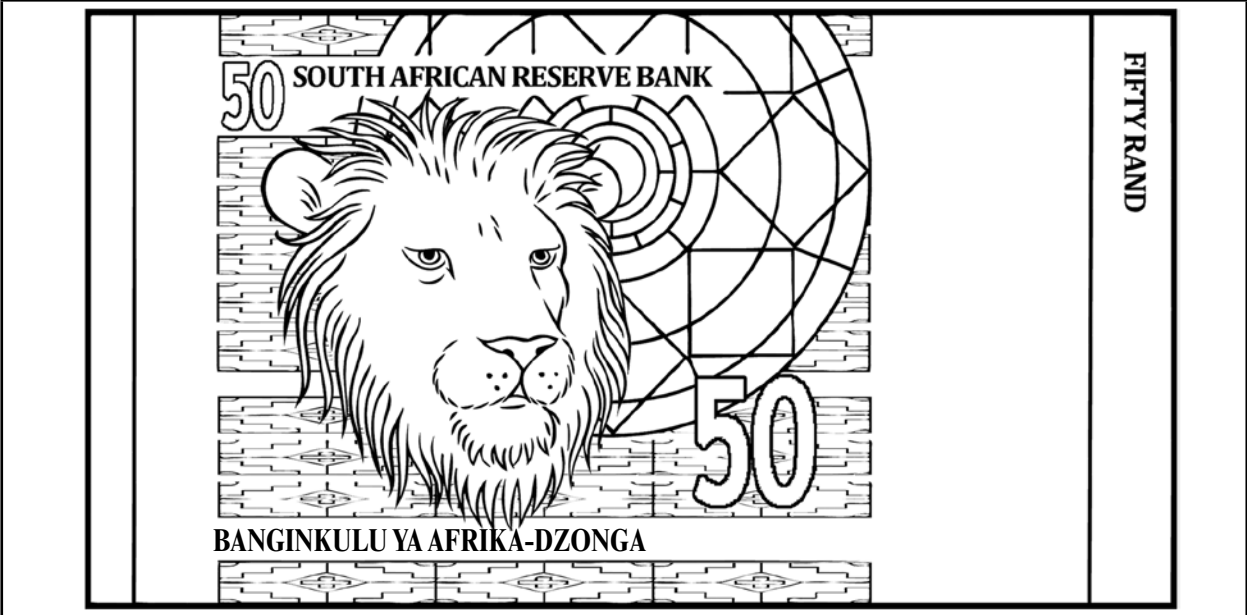 50 SOUTH AFRICAN RESERVE BANK
FIFTY RAND
50
BANGINKULU YA AFRIKA-DZONGA